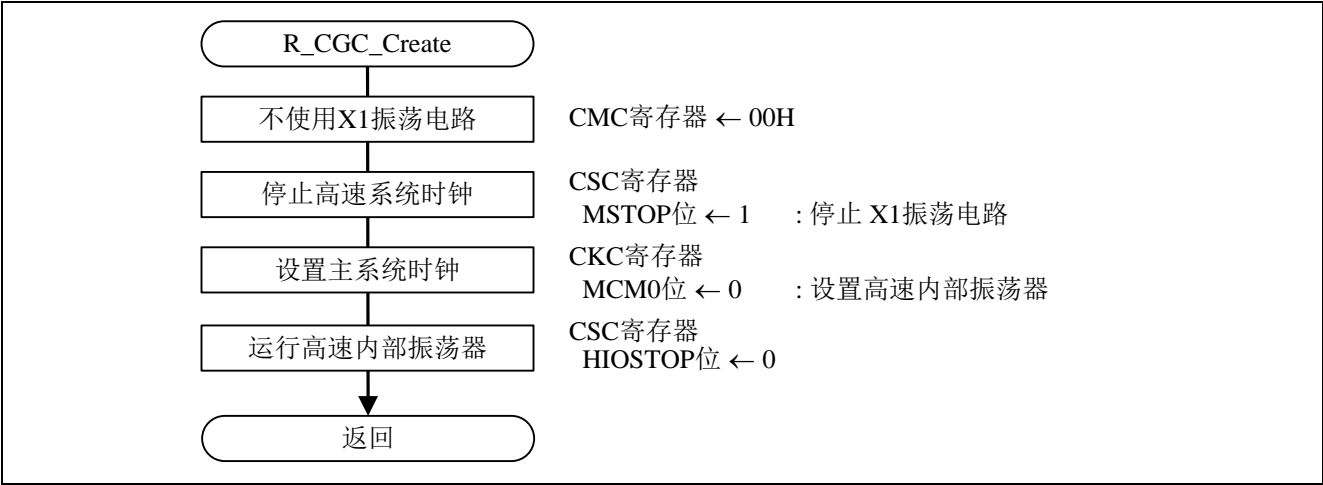 R_CGC_Create
不使用X1振荡电路
CMC寄存器 ← 00H
停止高速系统时钟
CSC寄存器
MSTOP位 ← 1 : 停止 X1振荡电路
设置主系统时钟
CKC寄存器
MCM0位 ← 0 : 设置高速内部振荡器
运行高速内部振荡器
CSC寄存器
HIOSTOP位 ← 0
返回